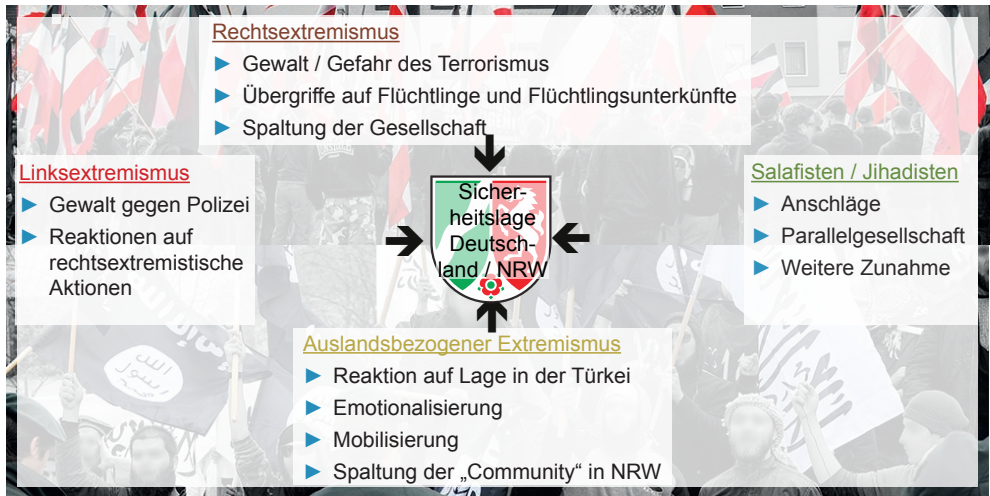 Rechtsextremismus
► Gewalt / Gefahr des Terrorismus
► Übergriffe auf Flüchtlinge und Flüchtlingsunterkünfte
► Spaltung der Gesellschaft
Linksextremismus
► Gewalt gegen Polizei
► Reaktionen auf
rechtsextremistische
Aktionen
Sicher-
heitslage
Deutsch-
land / NRW
Salafisten / Jihadisten
► Anschläge
► Parallelgesellschaft
► Weitere Zunahme
Auslandsbezogener Extremismus
► Reaktion auf Lage in der Türkei
► Emotionalisierung
► Mobilisierung
► Spaltung der „Community“ in NRW
الله
رسول